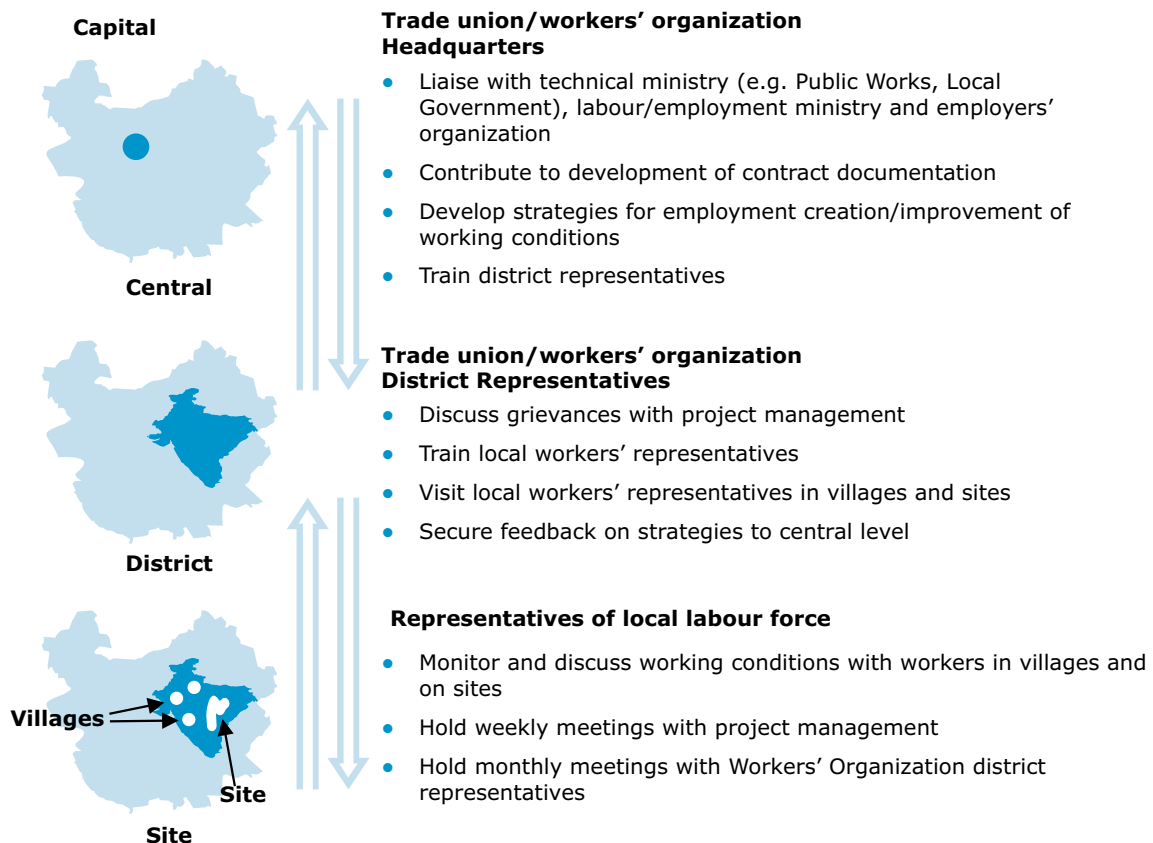 Capital
Trade union/workers’ organization
Headquarters
● Liaise with technical ministry (e.g. Public Works, Local
Government), labour/employment ministry and employers’
organization
● Contribute to development of contract documentation
● Develop strategies for employment creation/improvement of
working conditions
● Train district representatives
Central
Trade union/workers’ organization
District Representatives
● Discuss grievances with project management
● Train local workers’ representatives
● Visit local workers’ representatives in villages and sites
● Secure feedback on strategies to central level
District
Representatives of local labour force
● Monitor and discuss working conditions with workers in villages and
on sites
● Hold weekly meetings with project management
● Hold monthly meetings with Workers’ Organization district
representatives
Villages
Site
Site